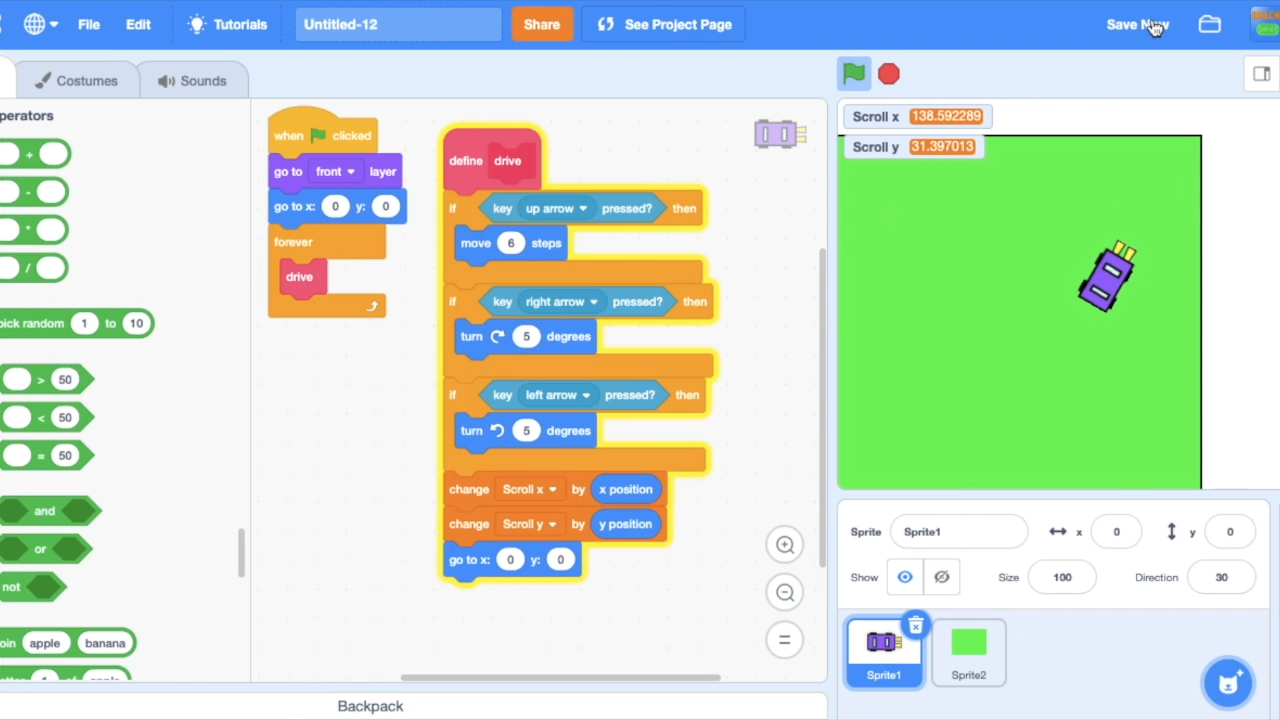 File Edit Tutorials Untitled-12 Share See Project Page Save Now
Costumes Sounds
perators
+
-
*
/
pick random 1 to 10
> 50
< 50
= 50
and
or
not
join apple banana
when clicked
go to front layer
go to x: 0 y: 0
forever
drive
define drive
if key up arrow pressed? then
move 6 steps
if key right arrow pressed? then
turn 5 degrees
if key left arrow pressed? then
turn 5 degrees
change Scroll x by x position
change Scroll y by y position
go to x: 0 y: 0
=
Backpack
Scroll x 138.592289
Scroll y 31.397013
Sprite Sprite1 x 0 y 0
Show Size 100 Direction 30
Sprite1 Sprite2